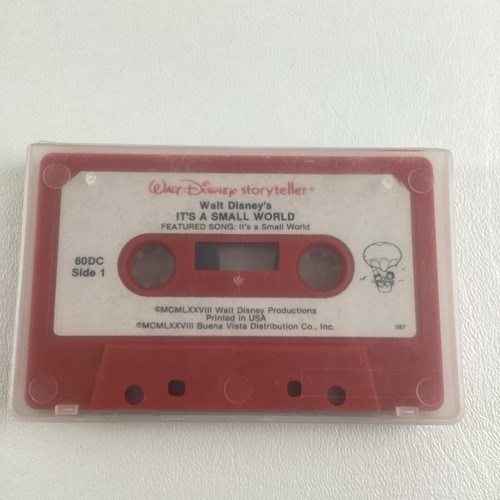 Walt Disney storyteller®
Walt Disney's
IT'S A SMALL WORLD
FEATURED SONG: It's a Small World
60DC
Side 1
©MCMLXXVIII Walt Disney Productions
Printed in USA
℗MCMLXXVIII Buena Vista Distribution Co., Inc.
387